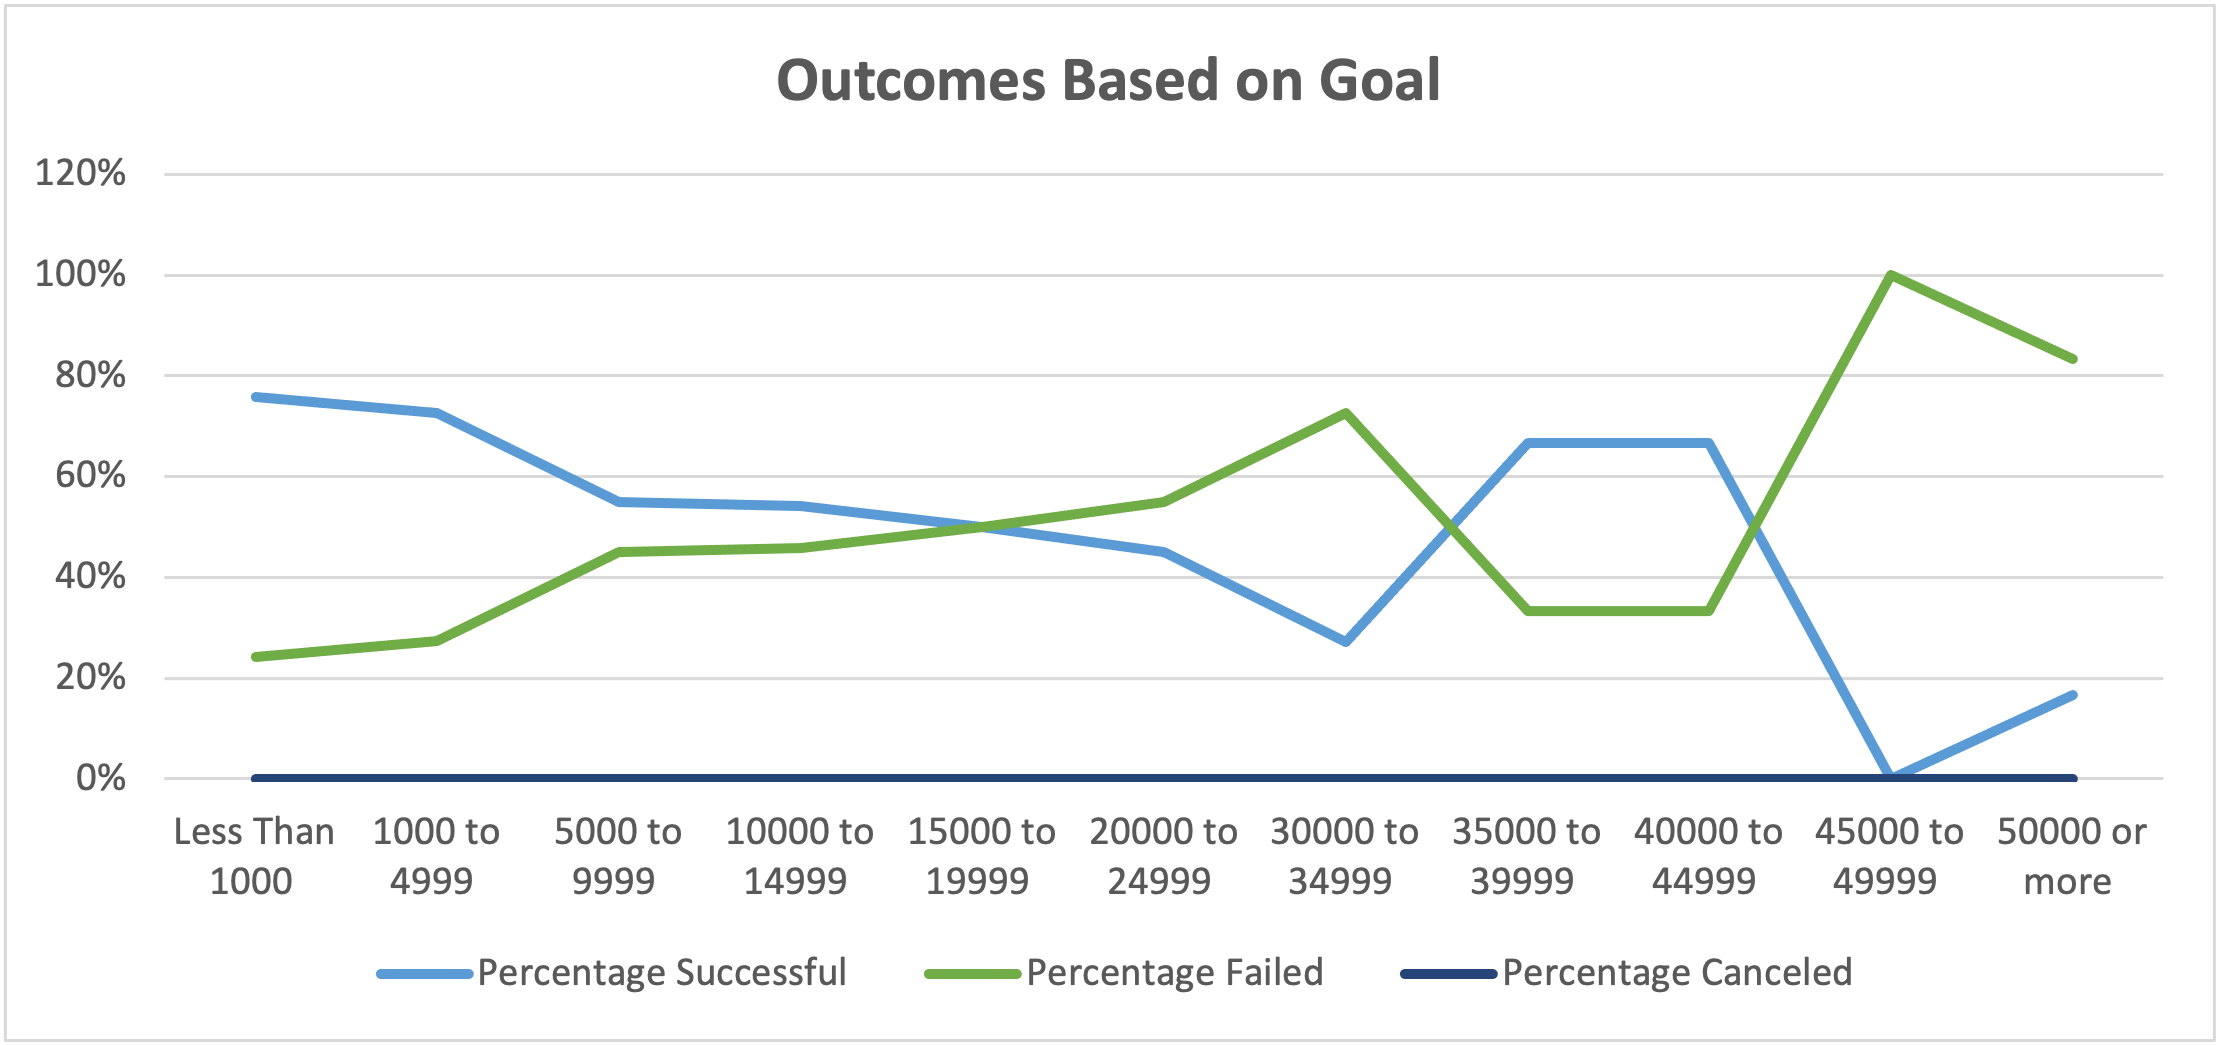 Outcomes Based on Goal
120%
100%
80%
60%
40%
20%
0%
Less Than 1000
1000 to 4999
5000 to 9999
10000 to 14999
15000 to 19999
20000 to 24999
30000 to 34999
35000 to 39999
40000 to 44999
45000 to 49999
50000 or more
Percentage Successful
Percentage Failed
Percentage Canceled